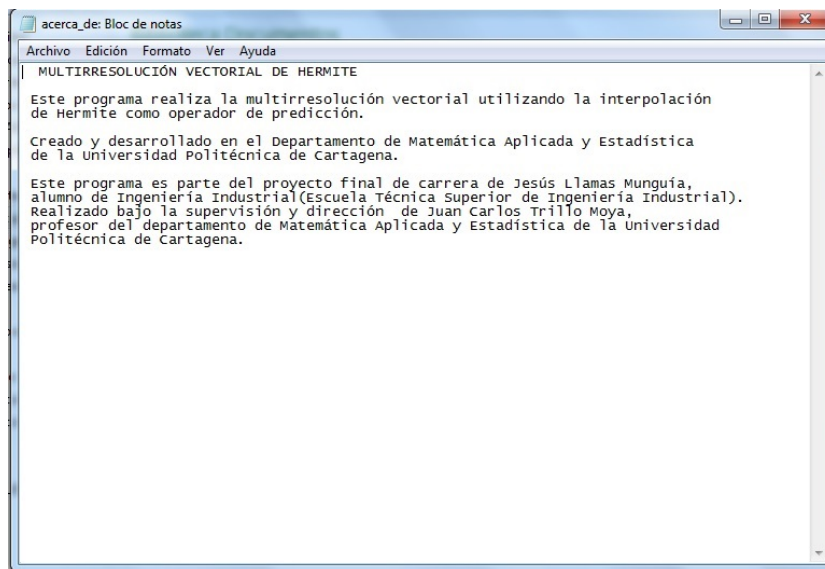 acerca_de: Bloc de notas
Archivo Edición Formato Ver Ayuda
MULTIRRESOLUCIÓN VECTORIAL DE HERMITE
Este programa realiza la multirresolución vectorial utilizando la interpolación
de Hermite como operador de predicción.
Creado y desarrollado en el Departamento de Matemática Aplicada y Estadística
de la Universidad Politécnica de Cartagena.
Este programa es parte del proyecto final de carrera de Jesús Llamas Munguía,
alumno de Ingeniería Industrial(Escuela Técnica Superior de Ingeniería Industrial).
Realizado bajo la supervisión y dirección  de Juan Carlos Trillo Moya,
profesor del departamento de Matemática Aplicada y Estadística de la Universidad
Politécnica de Cartagena.